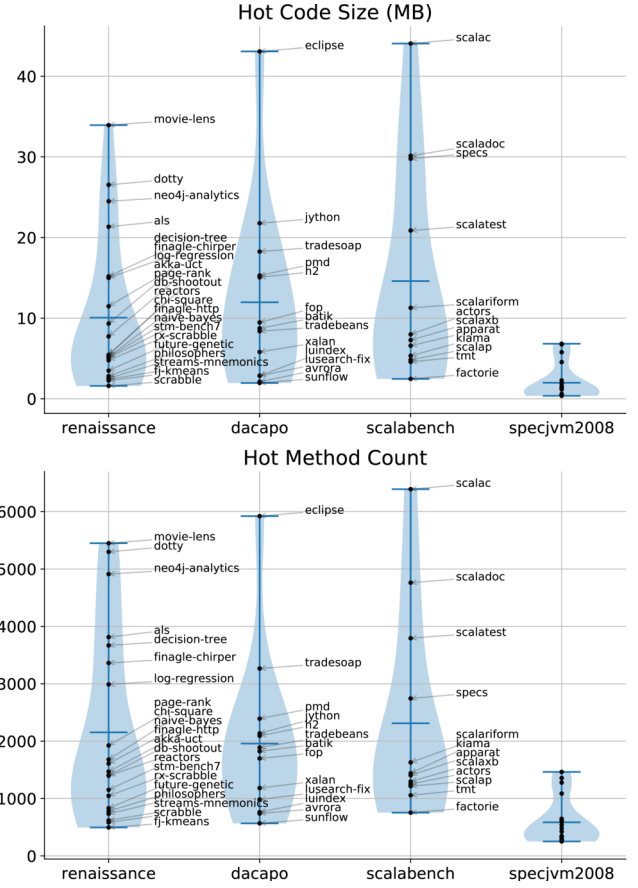 Hot Code Size (MB)
40
30
20
10
0
movie-lens
dotty
neo4j-analytics
als
decision-tree
finagle-chirper
log-regression
akka-uct
page-rank
db-shootout
reactors
chi-square
finagle-http
naive-bayes
stm-bench7
rx-scrabble
future-genetic
philosophers
streams-mnemonics
fj-kmeans
scrabble
eclipse
jython
tradesoap
pmd
h2
fop
batik
tradebeans
xalan
luindex
lusearch-fix
avrora
sunflow
scalac
scaladoc
specs
scalatest
scalariform
actors
scalaxb
apparat
kiama
scalap
tmt
factorie
renaissance
dacapo
scalabench
specjvm2008
Hot Method Count
6000
5000
4000
3000
2000
1000
0
movie-lens
dotty
neo4j-analytics
als
decision-tree
finagle-chirper
log-regression
page-rank
chi-square
naive-bayes
finagle-http
akka-uct
db-shootout
reactors
stm-bench7
rx-scrabble
future-genetic
philosophers
streams-mnemonics
scrabble
fj-kmeans
eclipse
tradesoap
pmd
jython
h2
tradebeans
batik
fop
xalan
lusearch-fix
luindex
avrora
sunflow
scalac
scaladoc
scalatest
specs
scalariform
kiama
apparat
scalaxb
actors
scalap
tmt
factorie
renaissance
dacapo
scalabench
specjvm2008